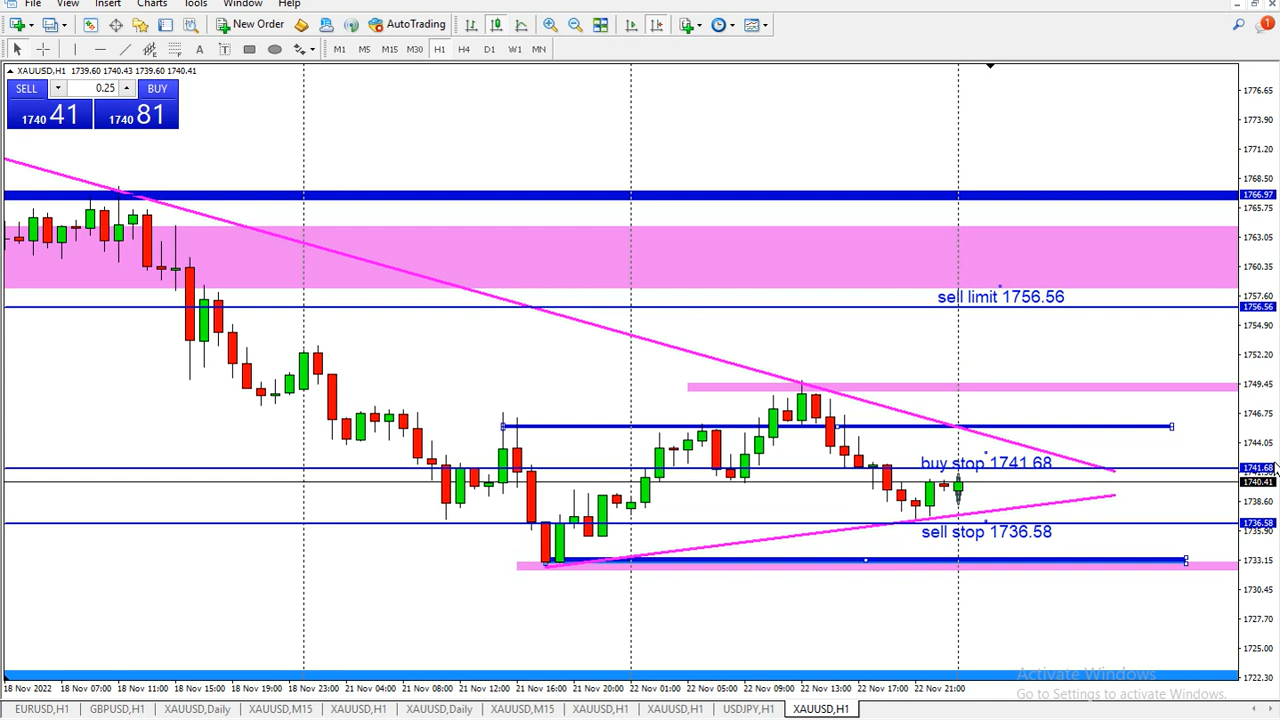 File View Insert Charts Tools Window Help
New Order AutoTrading 1
A T M1 M5 M15 M30 H1 H4 D1 W1 MN
XAUUSD,H1 1739.60 1740.43 1739.60 1740.41
SELL 0.25 BUY
1740 41 1740 81
1776.65
1773.90
1771.20
1768.50
1766.97
1765.75
1763.05
1760.35
sell limit 1756.56
1757.60
1756.56
1754.90
1752.20
1749.45
1746.75
1744.05
buy stop 1741.68
1741.68
1740.41
1738.60
1736.58
sell stop 1736.58
1735.90
1733.15
1730.45
1727.70
1725.00
1722.30
Activate Windows
Go to Settings to activate Windows.
18 Nov 2022 18 Nov 07:00 18 Nov 11:00 18 Nov 15:00 18 Nov 19:00 18 Nov 23:00 21 Nov 04:00 21 Nov 08:00 21 Nov 12:00 21 Nov 16:00 21 Nov 20:00 22 Nov 01:00 22 Nov 05:00 22 Nov 09:00 22 Nov 13:00 22 Nov 17:00 22 Nov 21:00
EURUSD,H1 GBPUSD,H1 XAUUSD,Daily XAUUSD,M15 XAUUSD,H1 XAUUSD,Daily XAUUSD,M15 XAUUSD,H1 XAUUSD,H1 USDJPY,H1 XAUUSD,H1